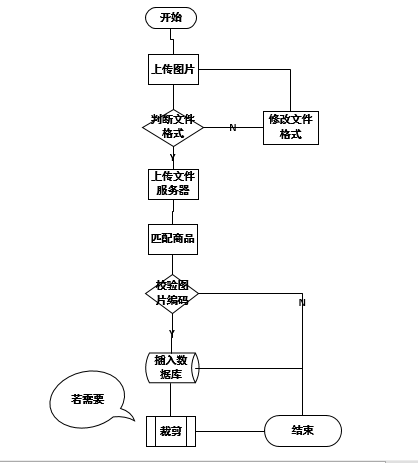 开始
上传图片
判断文件
格式
N
修改文件
格式
Y
上传文件
服务器
匹配商品
校验图
片编码
N
Y
插入数
据库
若需要
裁剪
结束